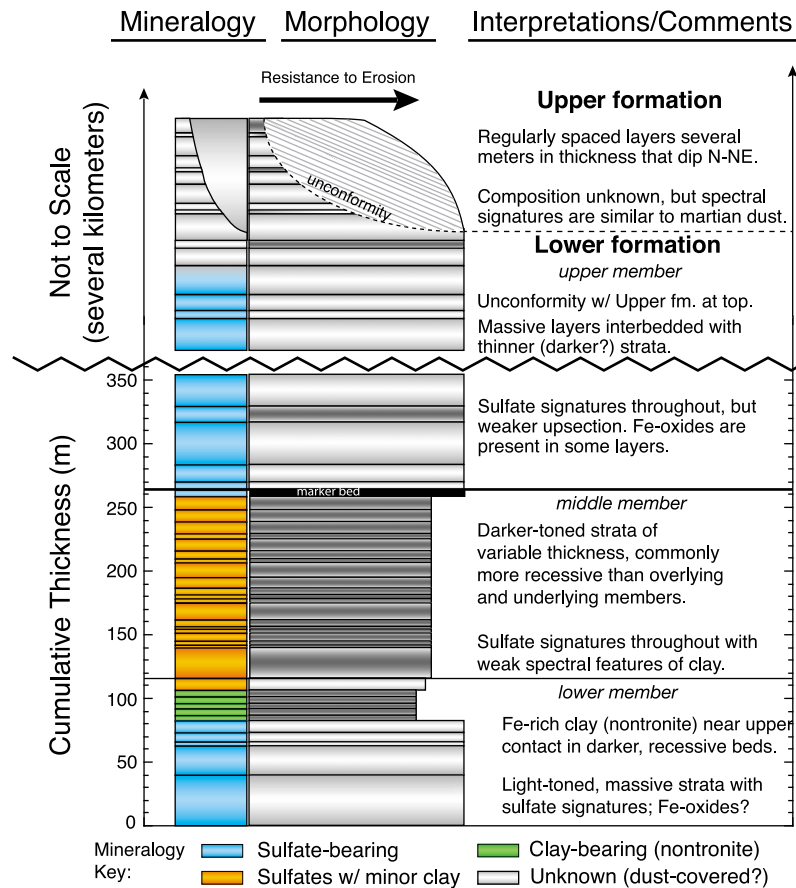 Mineralogy Morphology Interpretations/Comments
Resistance to Erosion
Not to Scale
(several kilometers)
unconformity
Upper formation
Regularly spaced layers several
meters in thickness that dip N-NE.
Composition unknown, but spectral
signatures are similar to martian dust.
Lower formation
upper member
Unconformity w/ Upper fm. at top.
Massive layers interbedded with
thinner (darker?) strata.
Cumulative Thickness (m)
350
300
250
200
150
100
50
0
Sulfate signatures throughout, but
weaker upsection. Fe-oxides are
present in some layers.
marker bed
middle member
Darker-toned strata of
variable thickness, commonly
more recessive than overlying
and underlying members.
Sulfate signatures throughout with
weak spectral features of clay.
lower member
Fe-rich clay (nontronite) near upper
contact in darker, recessive beds.
Light-toned, massive strata with
sulfate signatures; Fe-oxides?
Mineralogy
Key:
Sulfate-bearing
Sulfates w/ minor clay
Clay-bearing (nontronite)
Unknown (dust-covered?)